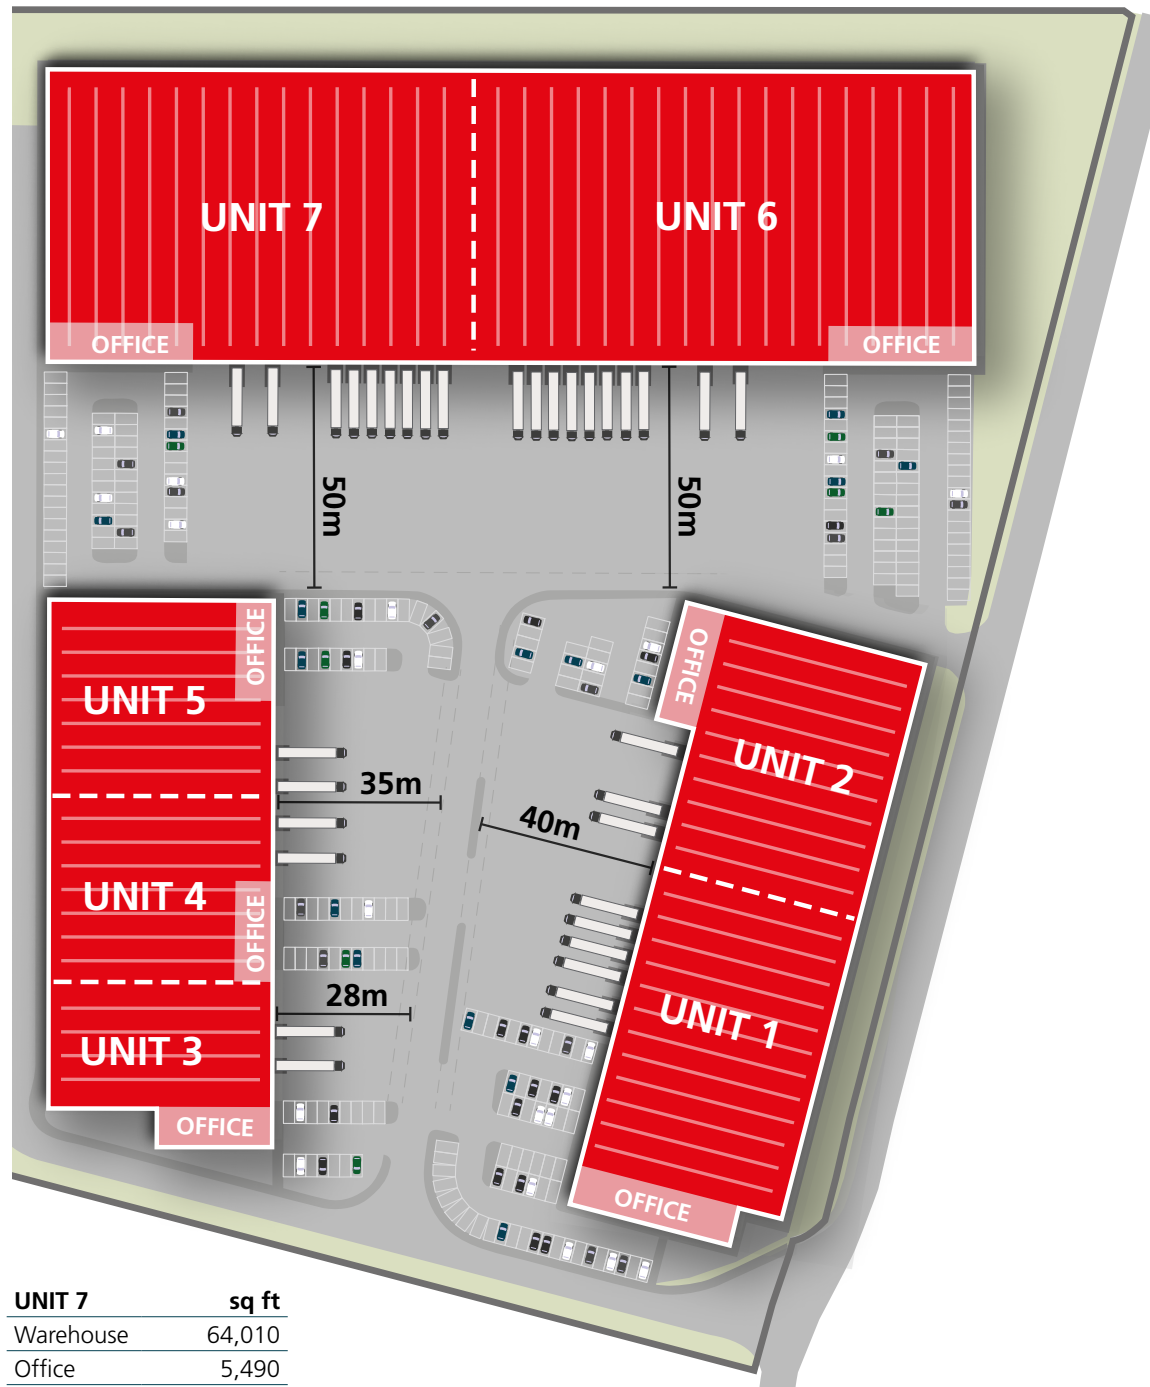 UNIT 7
UNIT 6
OFFICE
OFFICE
50m
50m
OFFICE
OFFICE
UNIT 5
UNIT 2
35m
40m
UNIT 4
OFFICE
28m
UNIT 1
UNIT 3
OFFICE
OFFICE
UNIT 7 sq ft
Warehouse 64,010
Office 5,490